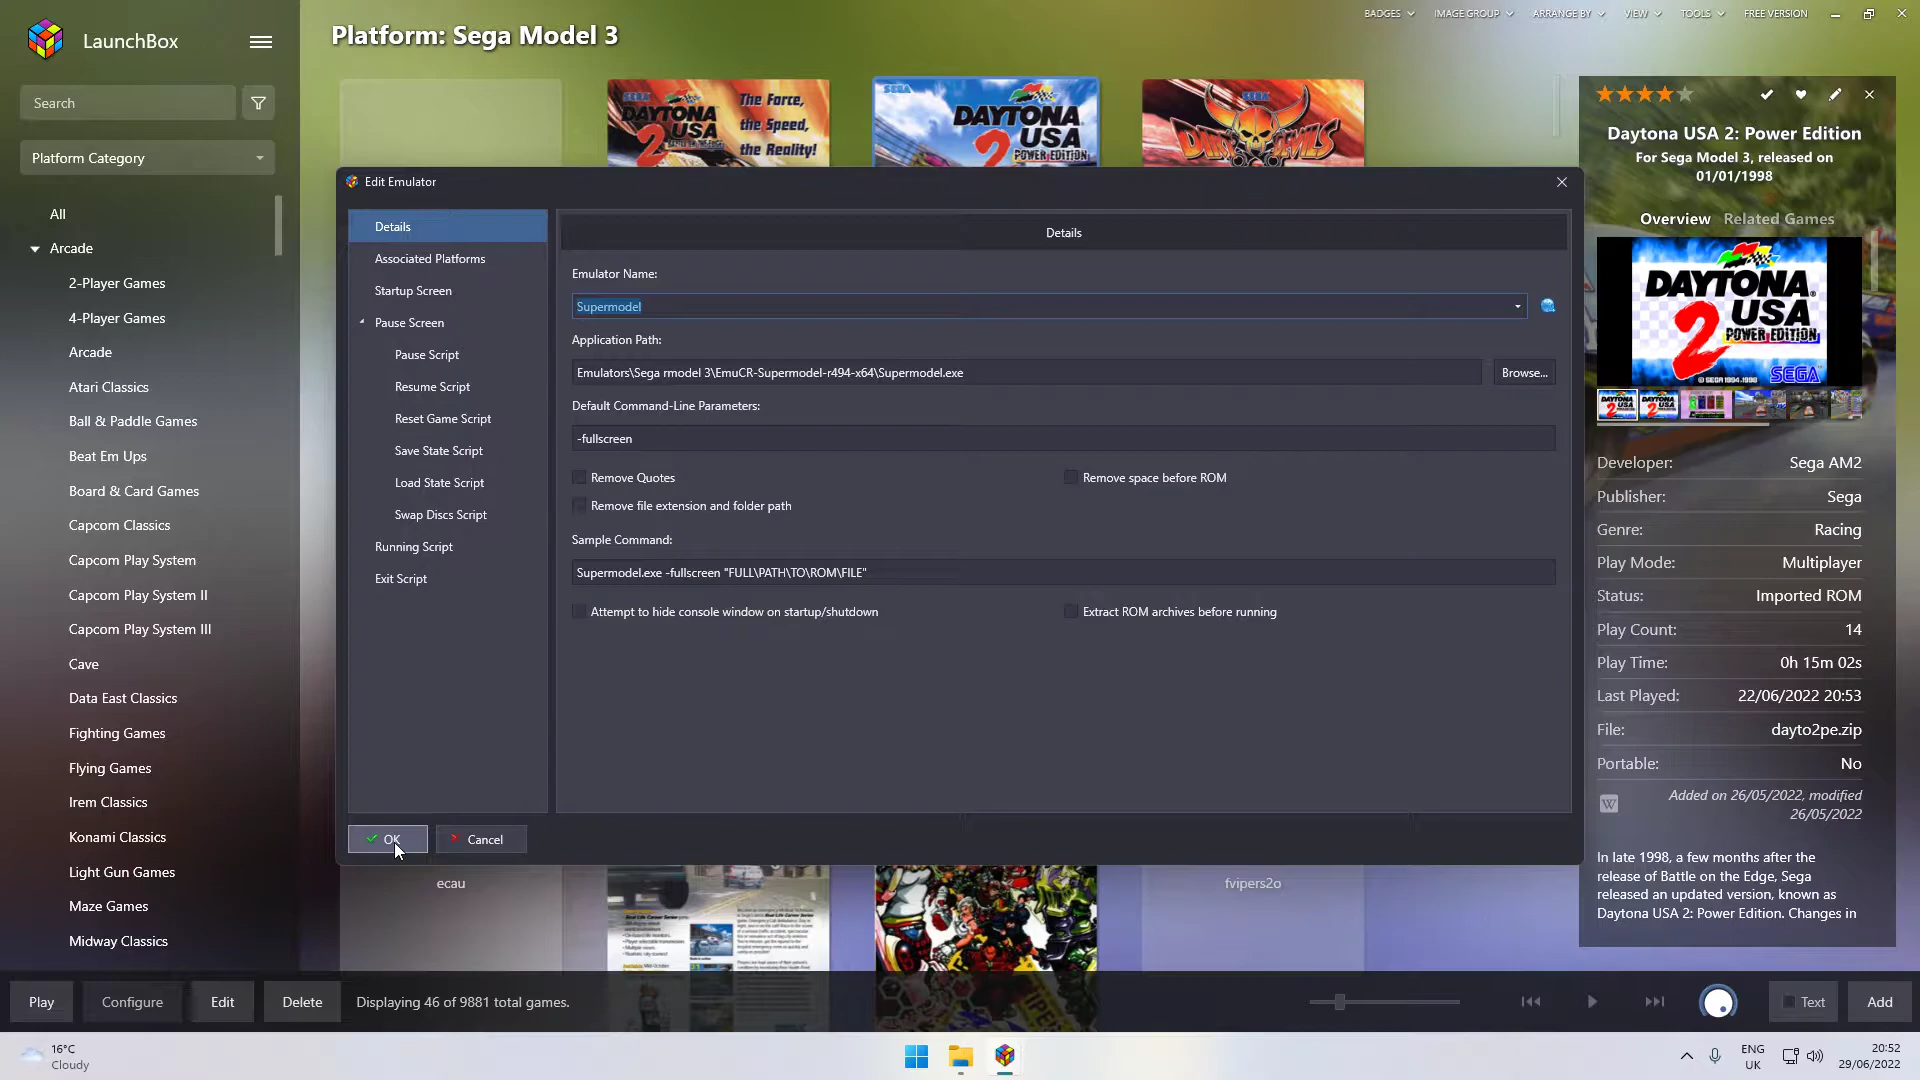 LaunchBox
Search
Platform Category
All
Arcade
2-Player Games
4-Player Games
Arcade
Atari Classics
Ball & Paddle Games
Beat Em Ups
Board & Card Games
Capcom Classics
Capcom Play System
Capcom Play System II
Capcom Play System III
Cave
Data East Classics
Fighting Games
Flying Games
Irem Classics
Konami Classics
Light Gun Games
Maze Games
Midway Classics
BADGES
IMAGE GROUP
ARRANGE BY
VIEW
TOOLS
FREE VERSION
Platform: Sega Model 3
SEGA
DAYTONA
USA
2
The Force,
the Speed,
the Reality!
SEGA
DAYTONA
USA
2
POWER EDITION
SEGA
DIRT DEVILS
Edit Emulator
Details
Associated Platforms
Startup Screen
Pause Screen
Pause Script
Resume Script
Reset Game Script
Save State Script
Load State Script
Swap Discs Script
Running Script
Exit Script
Details
Emulator Name:
Supermodel
Application Path:
Emulators\Sega rmodel 3\EmuCR-Supermodel-r494-x64\Supermodel.exe
Browse...
Default Command-Line Parameters:
-fullscreen
Remove Quotes
Remove space before ROM
Remove file extension and folder path
Sample Command:
Supermodel.exe -fullscreen "FULL\PATH\TO\ROM\FILE"
Attempt to hide console window on startup/shutdown
Extract ROM archives before running
OK
Cancel
ecau
fvipers2o
Daytona USA 2: Power Edition
For Sega Model 3, released on
01/01/1998
Overview
Related Games
DAYTONA
USA
2
POWER EDITION
© SEGA 1994.1998
SEGA
Developer:
Sega AM2
Publisher:
Sega
Genre:
Racing
Play Mode:
Multiplayer
Status:
Imported ROM
Play Count:
14
Play Time:
0h 15m 02s
Last Played:
22/06/2022 20:53
File:
dayto2pe.zip
Portable:
No
W
Added on 26/05/2022, modified
26/05/2022
In late 1998, a few months after the
release of Battle on the Edge, Sega
released an updated version, known as
Daytona USA 2: Power Edition. Changes in
Play
Configure
Edit
Delete
Displaying 46 of 9881 total games.
Text
Add
16°C
Cloudy
ENG
UK
20:52
29/06/2022